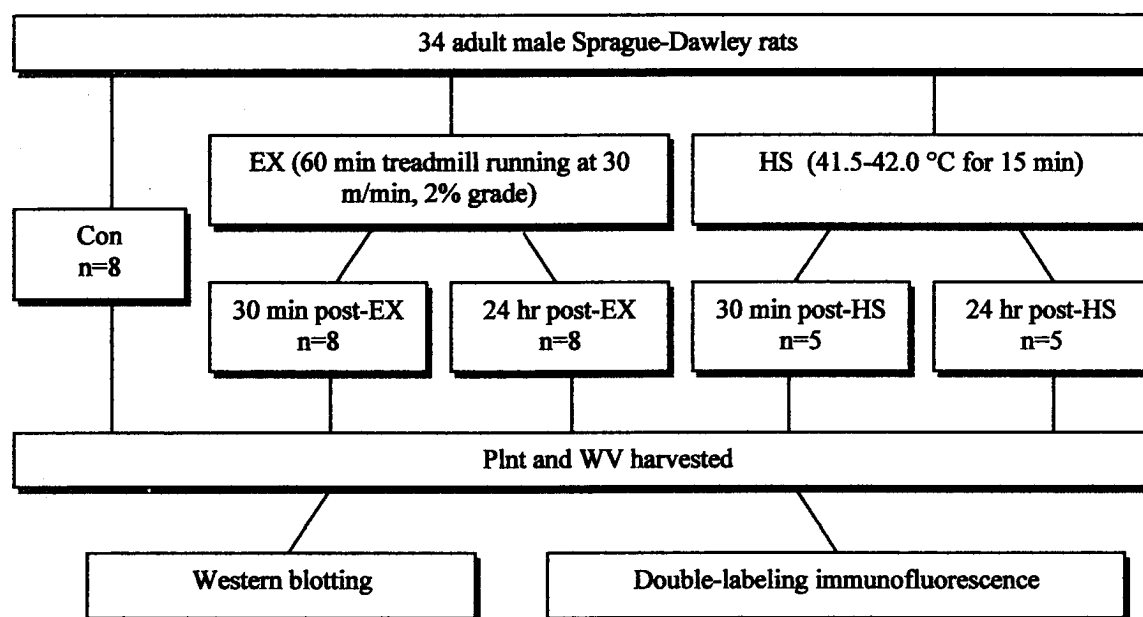 34 adult male Sprague-Dawley rats
EX (60 min treadmill running at 30
m/min, 2% grade)
HS (41.5-42.0 °C for 15 min)
Con
n=8
30 min post-EX
n=8
24 hr post-EX
n=8
30 min post-HS
n=5
24 hr post-HS
n=5
Plnt and WV harvested
Western blotting
Double-labeling immunofluorescence